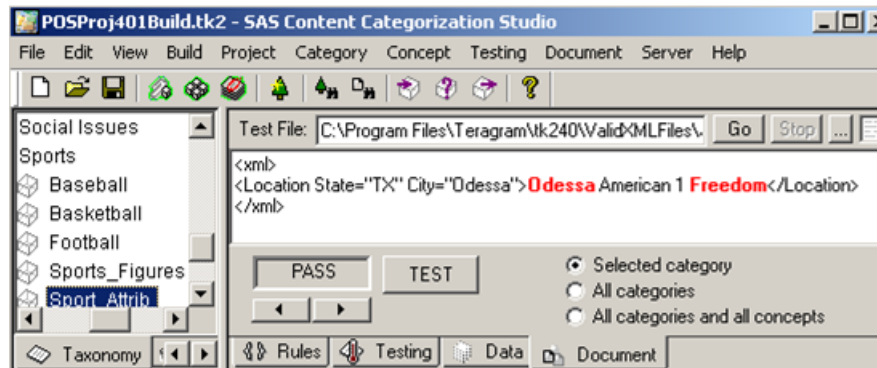 POSProj401Build.tk2 - SAS Content Categorization Studio
File Edit View Build Project Category Concept Testing Document Server Help
Social Issues
Sports
Baseball
Basketball
Football
Sports_Figures
Sport_Attrib
Taxonomy
Test File: C:\Program Files\Teragram\tk240\ValidXMLFiles\. Go Stop ...
<xml>
<Location State="TX" City="Odessa">Odessa American 1 Freedom</Location>
</xml>
PASS TEST
Selected category
All categories
All categories and all concepts
Rules Testing Data Document